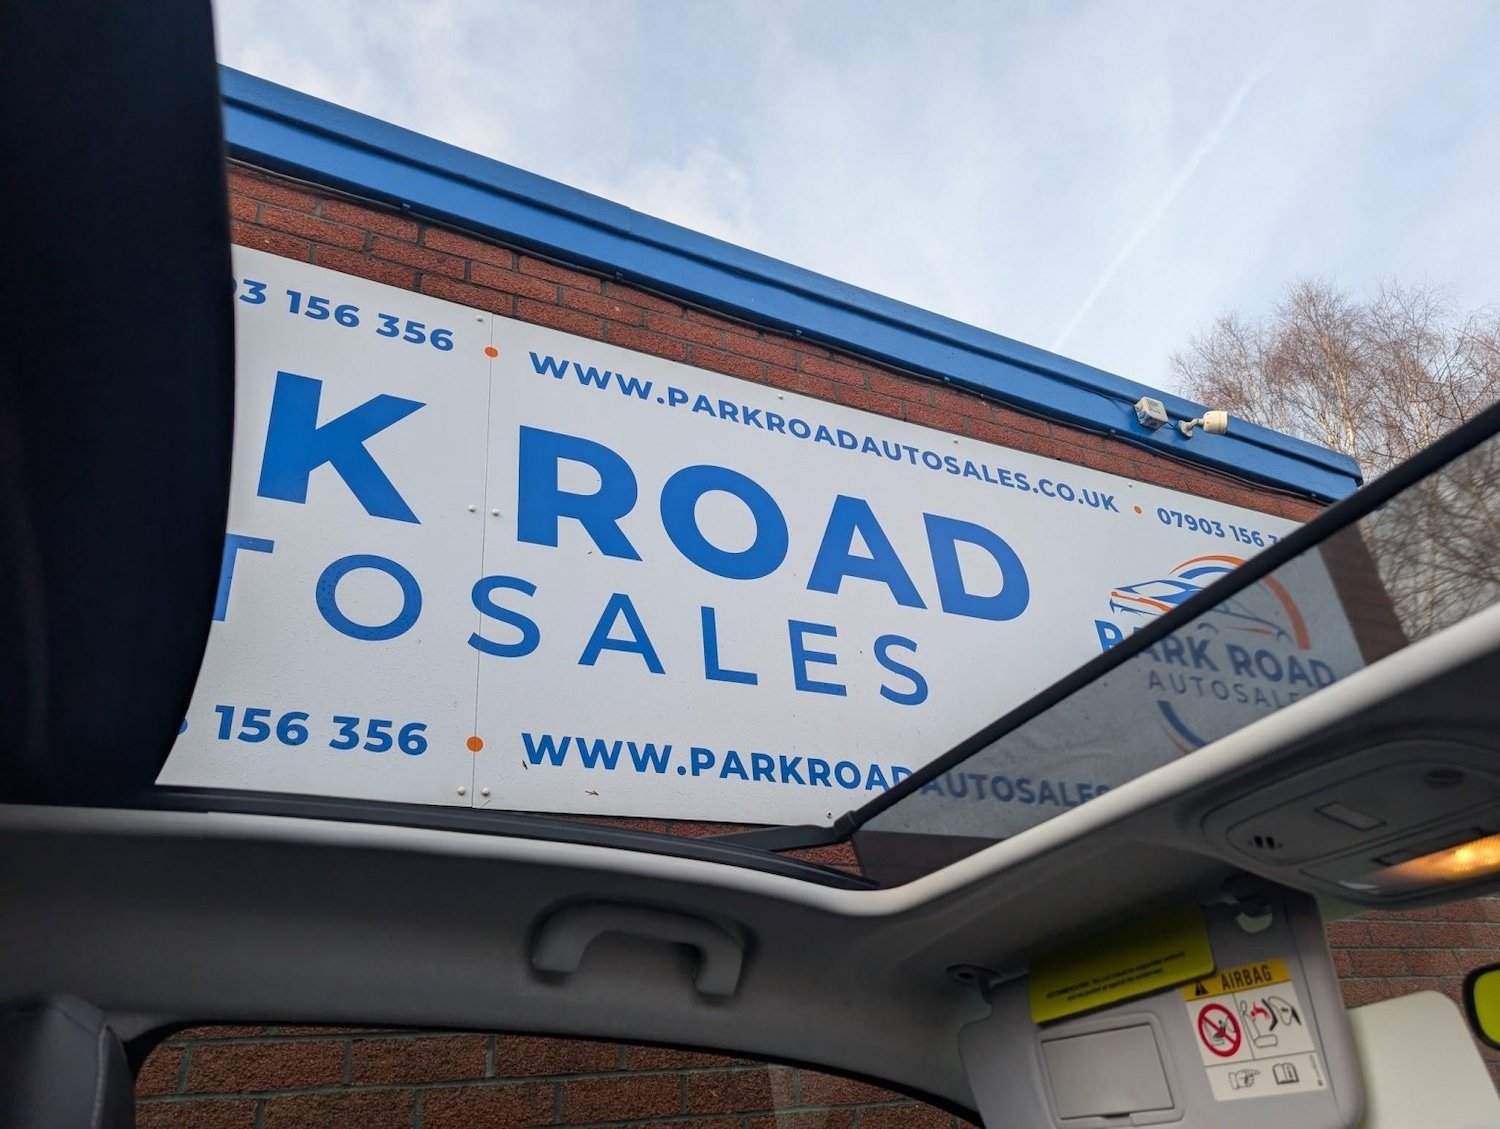 3 156 356 • WWW.PARKROADAUTOSALES.CO.UK • 07903 156
K ROAD
TOSALES
PARK ROAD
AUTOSALES
156 356 • WWW.PARKROADAUTOSALES
AIRBAG